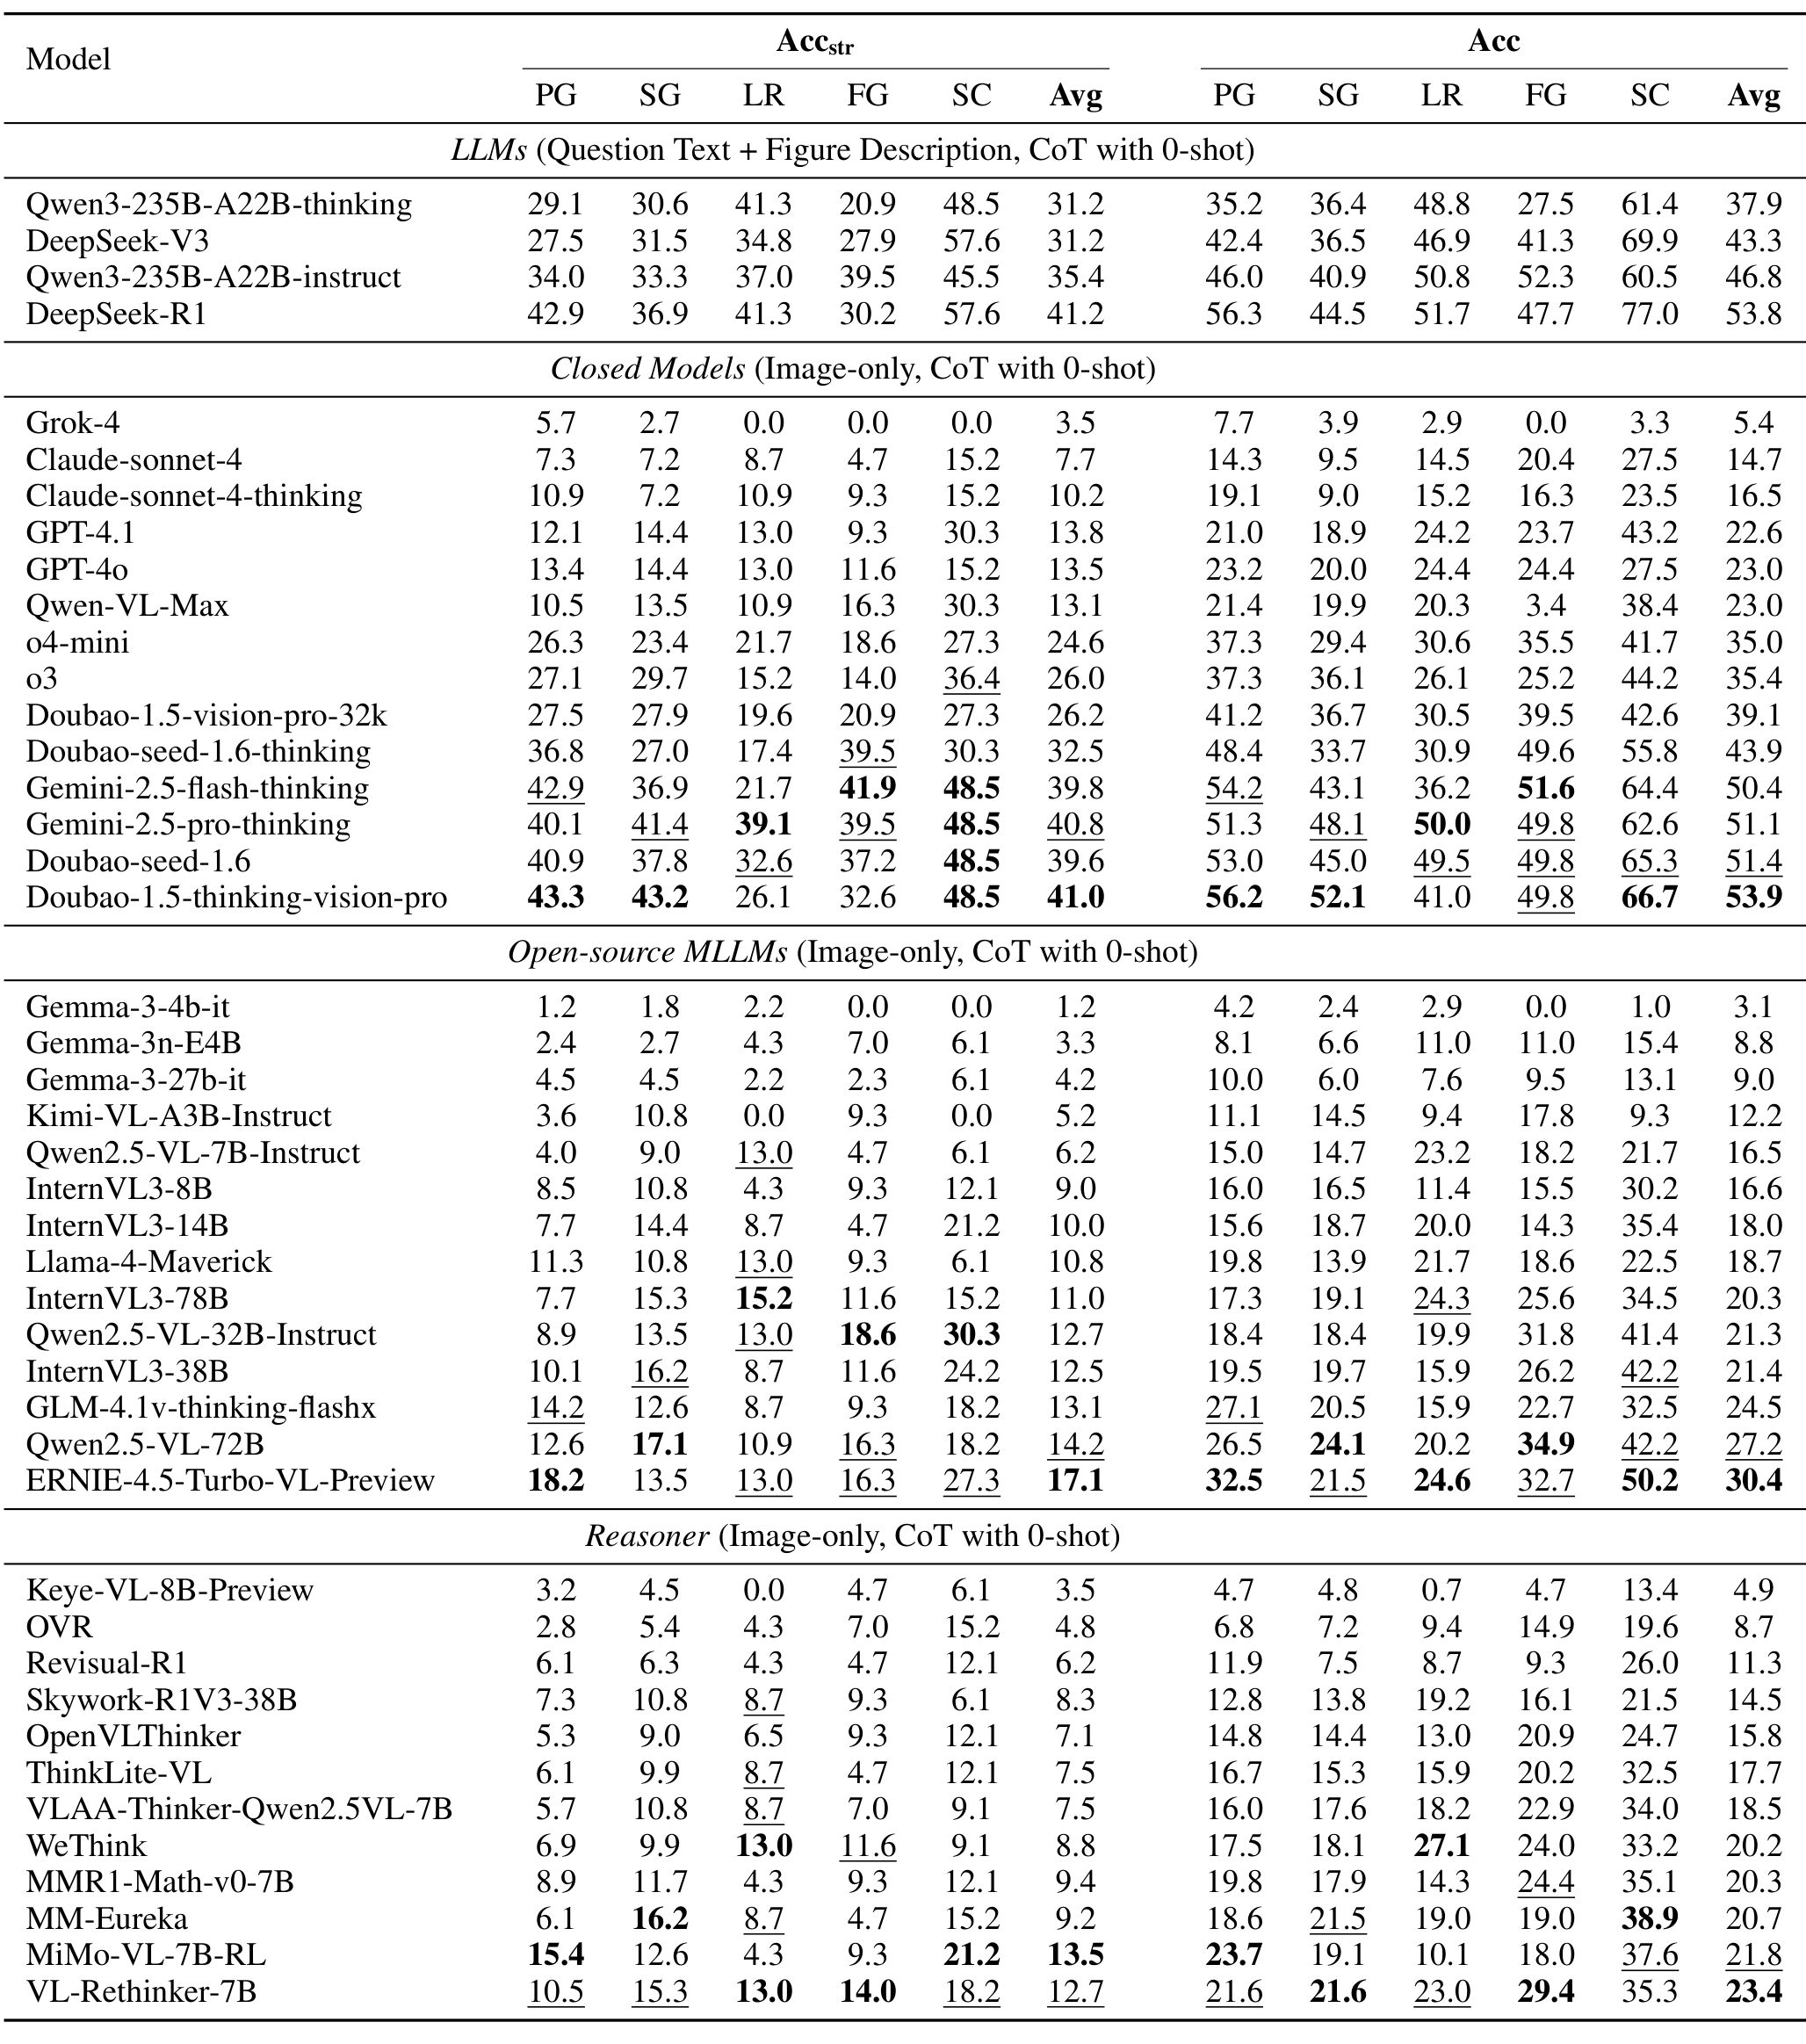 Model Acc_str Acc
PG SG LR FG SC Avg PG SG LR FG SC Avg
LLMs (Question Text + Figure Description, CoT with 0-shot)
Qwen3-235B-A22B-thinking 29.1 30.6 41.3 20.9 48.5 31.2 35.2 36.4 48.8 27.5 61.4 37.9
DeepSeek-V3 27.5 31.5 34.8 27.9 57.6 31.2 42.4 36.5 46.9 41.3 69.9 43.3
Qwen3-235B-A22B-instruct 34.0 33.3 37.0 39.5 45.5 35.4 46.0 40.9 50.8 52.3 60.5 46.8
DeepSeek-R1 42.9 36.9 41.3 30.2 57.6 41.2 56.3 44.5 51.7 47.7 77.0 53.8
Closed Models (Image-only, CoT with 0-shot)
Grok-4 5.7 2.7 0.0 0.0 0.0 3.5 7.7 3.9 2.9 0.0 3.3 5.4
Claude-sonnet-4 7.3 7.2 8.7 4.7 15.2 7.7 14.3 9.5 14.5 20.4 27.5 14.7
Claude-sonnet-4-thinking 10.9 7.2 10.9 9.3 15.2 10.2 19.1 9.0 15.2 16.3 23.5 16.5
GPT-4.1 12.1 14.4 13.0 9.3 30.3 13.8 21.0 18.9 24.2 23.7 43.2 22.6
GPT-4o 13.4 14.4 13.0 11.6 15.2 13.5 23.2 20.0 24.4 24.4 27.5 23.0
Qwen-VL-Max 10.5 13.5 10.9 16.3 30.3 13.1 21.4 19.9 20.3 3.4 38.4 23.0
o4-mini 26.3 23.4 21.7 18.6 27.3 24.6 37.3 29.4 30.6 35.5 41.7 35.0
o3 27.1 29.7 15.2 14.0 36.4 26.0 37.3 36.1 26.1 25.2 44.2 35.4
Doubao-1.5-vision-pro-32k 27.5 27.9 19.6 20.9 27.3 26.2 41.2 36.7 30.5 39.5 42.6 39.1
Doubao-seed-1.6-thinking 36.8 27.0 17.4 39.5 30.3 32.5 48.4 33.7 30.9 49.6 55.8 43.9
Gemini-2.5-flash-thinking 42.9 36.9 21.7 41.9 48.5 39.8 54.2 43.1 36.2 51.6 64.4 50.4
Gemini-2.5-pro-thinking 40.1 41.4 39.1 39.5 48.5 40.8 51.3 48.1 50.0 49.8 62.6 51.1
Doubao-seed-1.6 40.9 37.8 32.6 37.2 48.5 39.6 53.0 45.0 49.5 49.8 65.3 51.4
Doubao-1.5-thinking-vision-pro 43.3 43.2 26.1 32.6 48.5 41.0 56.2 52.1 41.0 49.8 66.7 53.9
Open-source MLLMs (Image-only, CoT with 0-shot)
Gemma-3-4b-it 1.2 1.8 2.2 0.0 0.0 1.2 4.2 2.4 2.9 0.0 1.0 3.1
Gemma-3n-E4B 2.4 2.7 4.3 7.0 6.1 3.3 8.1 6.6 11.0 11.0 15.4 8.8
Gemma-3-27b-it 4.5 4.5 2.2 2.3 6.1 4.2 10.0 6.0 7.6 9.5 13.1 9.0
Kimi-VL-A3B-Instruct 3.6 10.8 0.0 9.3 0.0 5.2 11.1 14.5 9.4 17.8 9.3 12.2
Qwen2.5-VL-7B-Instruct 4.0 9.0 13.0 4.7 6.1 6.2 15.0 14.7 23.2 18.2 21.7 16.5
InternVL3-8B 8.5 10.8 4.3 9.3 12.1 9.0 16.0 16.5 11.4 15.5 30.2 16.6
InternVL3-14B 7.7 14.4 8.7 4.7 21.2 10.0 15.6 18.7 20.0 14.3 35.4 18.0
Llama-4-Maverick 11.3 10.8 13.0 9.3 6.1 10.8 19.8 13.9 21.7 18.6 22.5 18.7
InternVL3-78B 7.7 15.3 15.2 11.6 15.2 11.0 17.3 19.1 24.3 25.6 34.5 20.3
Qwen2.5-VL-32B-Instruct 8.9 13.5 13.0 18.6 30.3 12.7 18.4 18.4 19.9 31.8 41.4 21.3
InternVL3-38B 10.1 16.2 8.7 11.6 24.2 12.5 19.5 19.7 15.9 26.2 42.2 21.4
GLM-4.1v-thinking-flashx 14.2 12.6 8.7 9.3 18.2 13.1 27.1 20.5 15.9 22.7 32.5 24.5
Qwen2.5-VL-72B 12.6 17.1 10.9 16.3 18.2 14.2 26.5 24.1 20.2 34.9 42.2 27.2
ERNIE-4.5-Turbo-VL-Preview 18.2 13.5 13.0 16.3 27.3 17.1 32.5 21.5 24.6 32.7 50.2 30.4
Reasoner (Image-only, CoT with 0-shot)
Keye-VL-8B-Preview 3.2 4.5 0.0 4.7 6.1 3.5 4.7 4.8 0.7 4.7 13.4 4.9
OVR 2.8 5.4 4.3 7.0 15.2 4.8 6.8 7.2 9.4 14.9 19.6 8.7
Revisual-R1 6.1 6.3 4.3 4.7 12.1 6.2 11.9 7.5 8.7 9.3 26.0 11.3
Skywork-R1V3-38B 7.3 10.8 8.7 9.3 6.1 8.3 12.8 13.8 19.2 16.1 21.5 14.5
OpenVLThinker 5.3 9.0 6.5 9.3 12.1 7.1 14.8 14.4 13.0 20.9 24.7 15.8
ThinkLite-VL 6.1 9.9 8.7 4.7 12.1 7.5 16.7 15.3 15.9 20.2 32.5 17.7
VLAA-Thinker-Qwen2.5VL-7B 5.7 10.8 8.7 7.0 9.1 7.5 16.0 17.6 18.2 22.9 34.0 18.5
WeThink 6.9 9.9 13.0 11.6 9.1 8.8 17.5 18.1 27.1 24.0 33.2 20.2
MMR1-Math-v0-7B 8.9 11.7 4.3 9.3 12.1 9.4 19.8 17.9 14.3 24.4 35.1 20.3
MM-Eureka 6.1 16.2 8.7 4.7 15.2 9.2 18.6 21.5 19.0 19.0 38.9 20.7
MiMo-VL-7B-RL 15.4 12.6 4.3 9.3 21.2 13.5 23.7 19.1 10.1 18.0 37.6 21.8
VL-Rethinker-7B 10.5 15.3 13.0 14.0 18.2 12.7 21.6 21.6 23.0 29.4 35.3 23.4